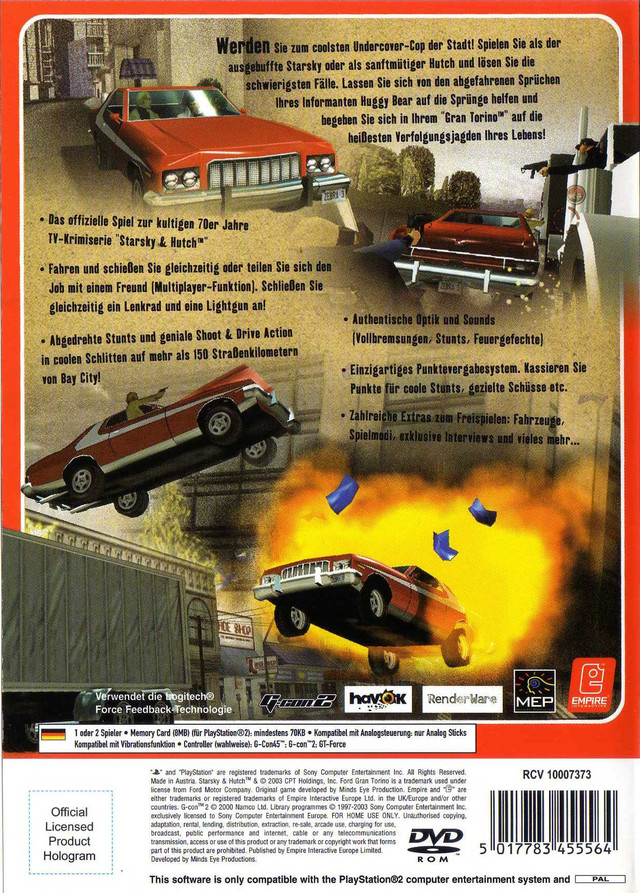 Werden Sie zum coolsten Undercover-Cop der Stadt! Spielen Sie als der
ausgebuffte Starsky oder als sanftmütiger Hutch und lösen Sie die
schwierigsten Fälle. Lassen Sie sich von den abgefahrenen Sprüchen
Ihres Informanten Huggy Bear auf die Sprünge helfen und
begeben Sie sich in Ihrem "Gran Torino™" auf die
heißesten Verfolgungsjagden Ihres Lebens!
• Das offizielle Spiel zur kultigen 70er Jahre
TV-Krimiserie "Starsky & Hutch™"
• Fahren und schießen Sie gleichzeitig oder teilen Sie sich den
Job mit einem Freund (Multiplayer-Funktion). Schließen Sie
gleichzeitig ein Lenkrad und eine Lightgun an!
• Abgedrehte Stunts und geniale Shoot & Drive Action
in coolen Schlitten auf mehr als 150 Straßenkilometern
von Bay City!
• Authentische Optik und Sounds
(Vollbremsungen, Stunts, Feuergefechte)
• Einzigartiges Punktevergabesystem. Kassieren Sie
Punkte für coole Stunts, gezielte Schüsse etc.
• Zahlreiche Extras zum Freispielen: Fahrzeuge,
Spielmodi, exklusive Interviews und vieles mehr...
ZEBRA 3
Verwendet die Logitech®
Force Feedback-Technologie
G-con 2
havok
RenderWare
MEP
EMPIRE
INTERACTIVE
1 oder 2 Spieler • Memory Card (8MB) (für PlayStation®2): mindestens 70KB • Kompatibel mit Analogsteuerung: nur Analog Sticks
Kompatibel mit Vibrationsfunktion • Controller (wahlweise): G-Con45™; G-con™2; GT-Force
Official
Licensed
Product
Hologram
" " and "PlayStation" are registered trademarks of Sony Computer Entertainment Inc. All Rights Reserved.
Made in Austria. Starsky & Hutch™ & © 2003 CPT Holdings, Inc. Ford Gran Torino is a trademark used under
license from Ford Motor Company. Original game developed by Minds Eye Production. Empire and " " are
either trademarks or registered trademarks of Empire Interactive Europe Ltd. in the UK/Europe and/or other
countries. G-con™2 © 2000 Namco Ltd. Library programmes © 1997-2003 Sony Computer Entertainment Inc.
exclusively licensed to Sony Computer Entertainment Europe. FOR HOME USE ONLY. Unauthorised copying,
adaptation, rental, lending, distribution, extraction, re-sale, arcade use, charging for use,
broadcast, public performance and internet, cable or any telecommunications
transmission, access or use of this product or any trademark or copyright work that forms
part of this product are prohibited. Published by Empire Interactive Europe Limited.
Developed by Minds Eye Productions.
DVD
ROM
RCV 10007373
5 017783 455564
This software is only compatible with the PlayStation®2 computer entertainment system and PAL